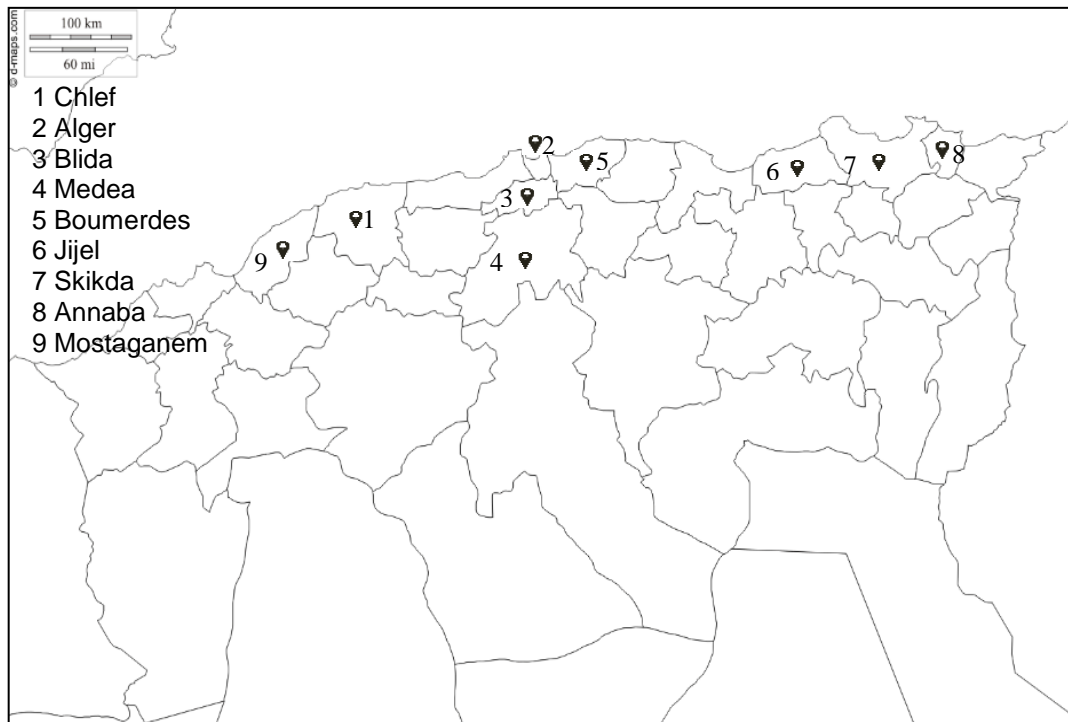 100 km
60 mi
© d-maps.com
1 Chlef
2 Alger
3 Blida
4 Medea
5 Boumerdes
6 Jijel
7 Skikda
8 Annaba
9 Mostaganem
2
5
8
7
6
3
1
9
4